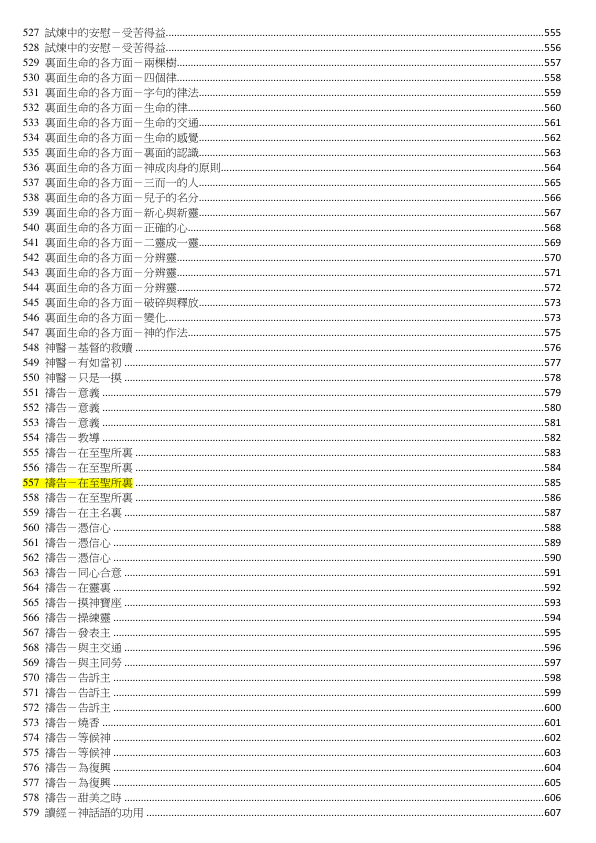 527 試煉中的安慰－受苦得益 555
528 試煉中的安慰－受苦得益 556
529 裏面生命的各方面－兩棵樹 557
530 裏面生命的各方面－四個律 558
531 裏面生命的各方面－字句的律法 559
532 裏面生命的各方面－生命的律 560
533 裏面生命的各方面－生命的交通 561
534 裏面生命的各方面－生命的感覺 562
535 裏面生命的各方面－裏面的認識 563
536 裏面生命的各方面－神成肉身的原則 564
537 裏面生命的各方面－三而一的人 565
538 裏面生命的各方面－兒子的名分 566
539 裏面生命的各方面－新心與新靈 567
540 裏面生命的各方面－正確的心 568
541 裏面生命的各方面－二靈成一靈 569
542 裏面生命的各方面－分辨靈 570
543 裏面生命的各方面－分辨靈 571
544 裏面生命的各方面－分辨靈 572
545 裏面生命的各方面－破碎與釋放 573
546 裏面生命的各方面－變化 573
547 裏面生命的各方面－神的作法 575
548 神醫－基督的救贖 576
549 神醫－有如當初 577
550 神醫－只是一摸 578
551 禱告－意義 579
552 禱告－意義 580
553 禱告－意義 581
554 禱告－教導 582
555 禱告－在至聖所裏 583
556 禱告－在至聖所裏 584
557 禱告－在至聖所裏 585
558 禱告－在至聖所裏 586
559 禱告－在主名裏 587
560 禱告－憑信心 588
561 禱告－憑信心 589
562 禱告－憑信心 590
563 禱告－同心合意 591
564 禱告－在靈裏 592
565 禱告－摸神寶座 593
566 禱告－操練靈 594
567 禱告－發表主 595
568 禱告－與主交通 596
569 禱告－與主同勞 597
570 禱告－告訴主 598
571 禱告－告訴主 599
572 禱告－告訴主 600
573 禱告－燒香 601
574 禱告－等候神 602
575 禱告－等候神 603
576 禱告－為復興 604
577 禱告－為復興 605
578 禱告－甜美之時 606
579 讀經－神話語的功用 607